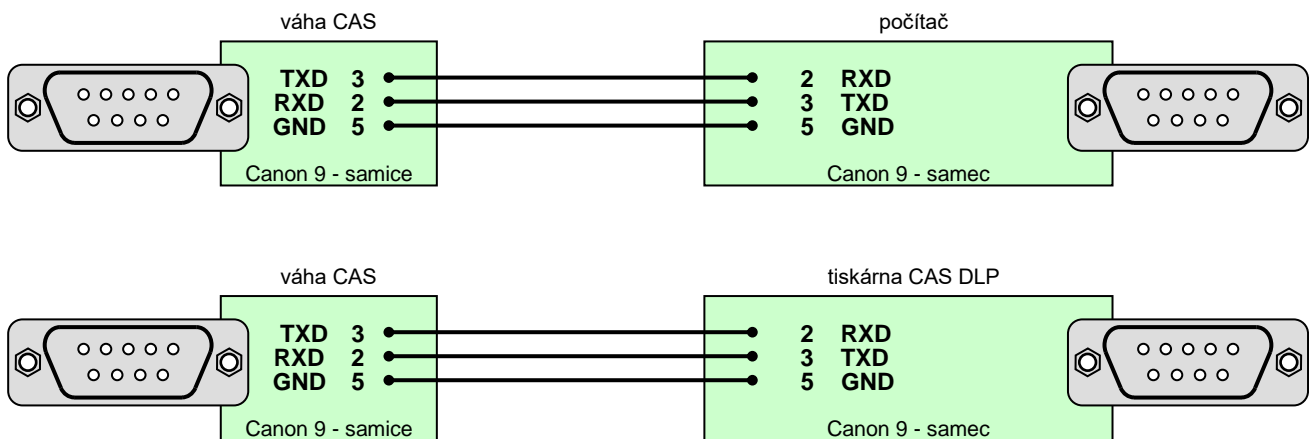 váha CAS
počítač
TXD 3
2 RXD
RXD 2
3 TXD
GND 5
5 GND
Canon 9 - samice
Canon 9 - samec
váha CAS
tiskárna CAS DLP
TXD 3
2 RXD
RXD 2
3 TXD
GND 5
5 GND
Canon 9 - samice
Canon 9 - samec